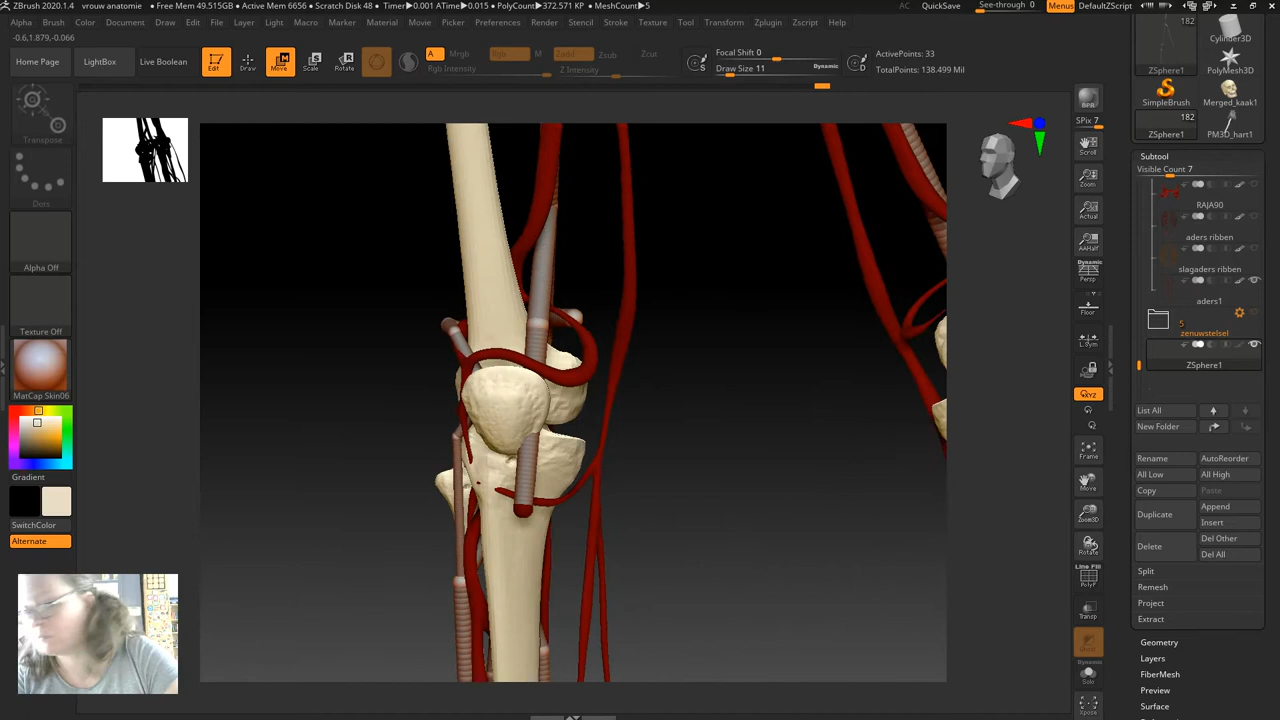 ZBrush 2020.1.4 vrouw anatomie • Free Mem 49.515GB • Active Mem 6656 • Scratch Disk 48 • Timer▶0.001 ATime▶0.015 • PolyCount▶372.571 KP • MeshCount▶5 AC QuickSave See-through 0 Menus DefaultZScript
Alpha Brush Color Document Draw Edit File Layer Light Macro Marker Material Movie Picker Preferences Render Stencil Stroke Texture Tool Transform Zplugin Zscript Help
-0.6,1.879,-0.066
Home Page LightBox Live Boolean
Edit Draw Move Scale Rotate
A Mrgb Rgb M Zadd Zsub Zcut
Rgb Intensity Z Intensity
Focal Shift 0
Draw Size 11 Dynamic
ActivePoints: 33
TotalPoints: 138.499 Mil
Transpose
Dots
Alpha Off
Texture Off
MatCap Skin06
Gradient
SwitchColor
Alternate
BPR
SPix 7
Scroll
Zoom
Actual
AAHalf
Dynamic
Persp
Floor
L.Sym
XYZ
Frame
Move
Zoom3D
Rotate
Line Fill
PolyF
Transp
Ghost
Dynamic
Solo
Xpose
182
Cylinder3D
ZSphere1 PolyMesh3D
SimpleBrush Merged_kaak1
182
ZSphere1 PM3D_hart1
Subtool
Visible Count 7
RAJA90
aders ribben
slagaders ribben
aders1
5
zenuwstelsel
ZSphere1
List All
New Folder
Rename AutoReorder
All Low All High
Copy Paste
Duplicate Append
Insert
Delete Del Other
Del All
Split
Remesh
Project
Extract
Geometry
Layers
FiberMesh
Preview
Surface